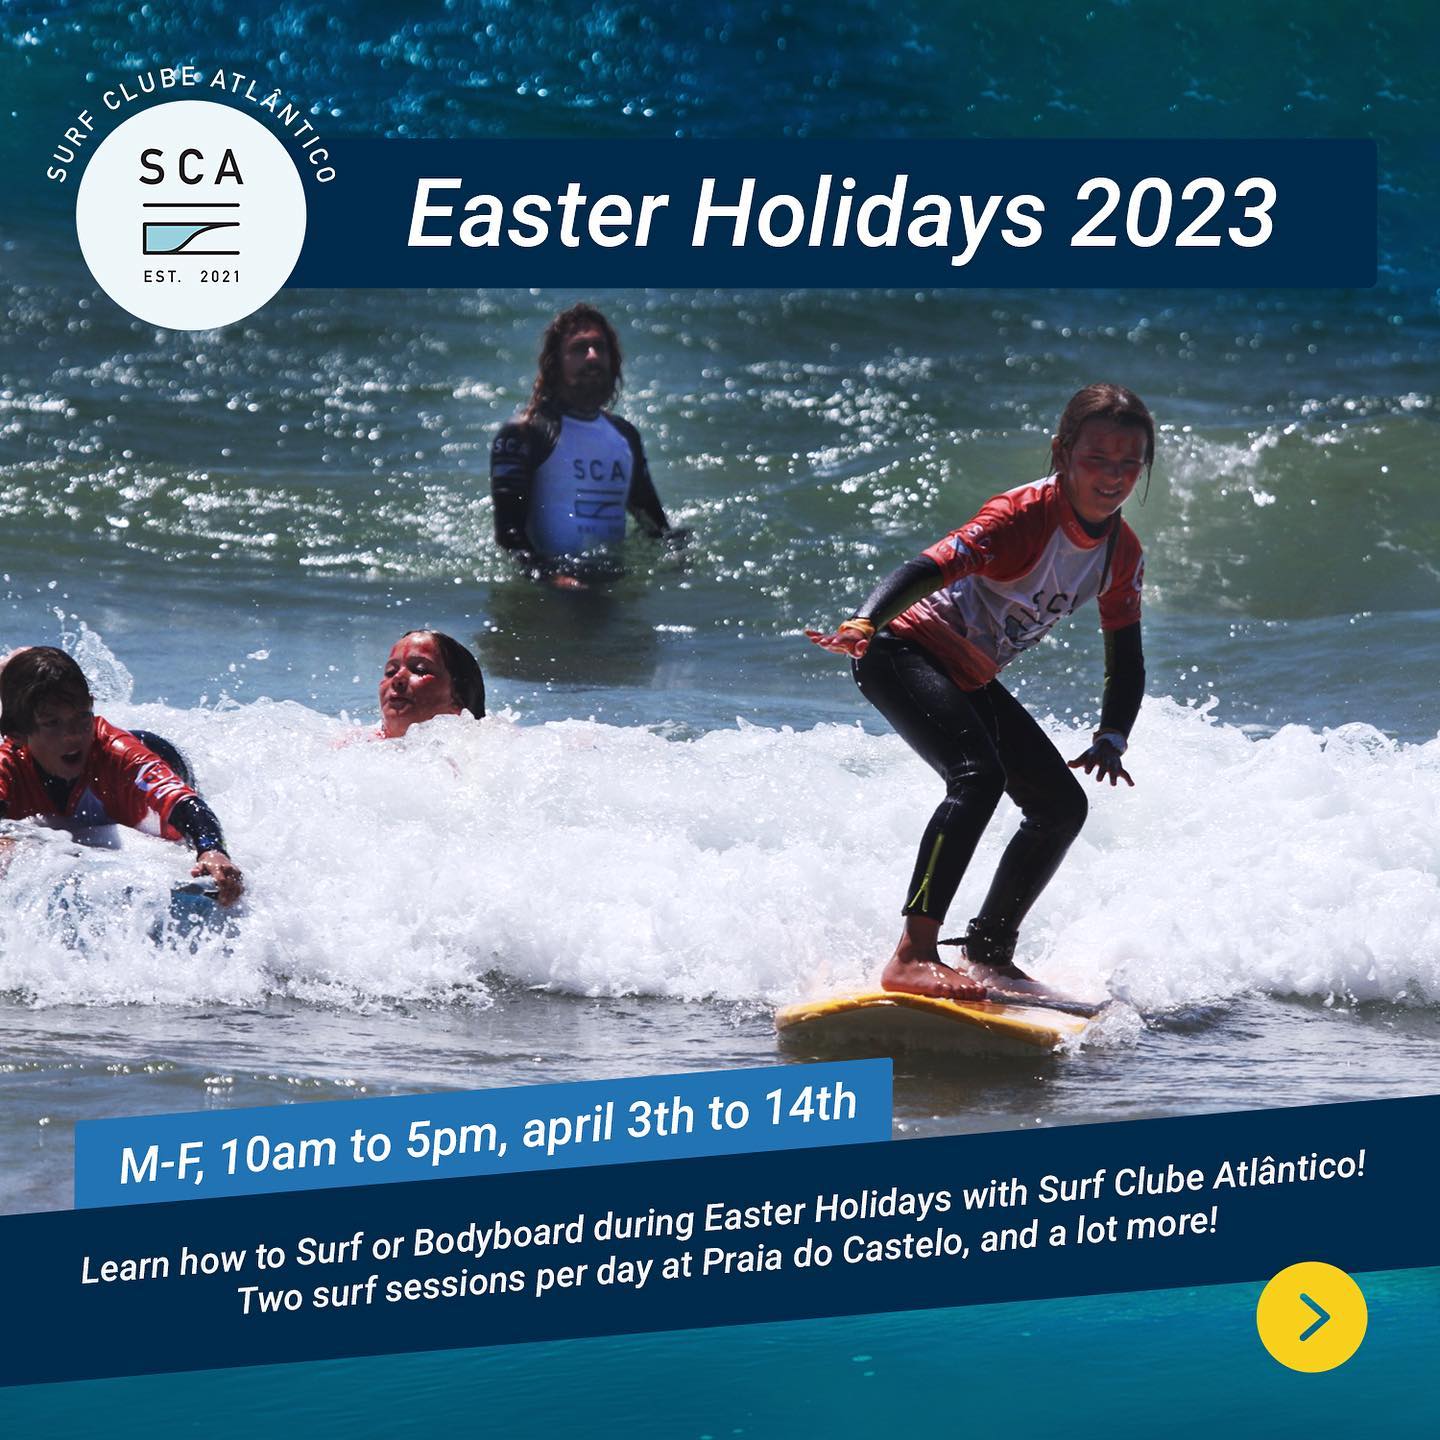 SURF CLUBE ATLÂNTICO
SCA
EST. 2021
Easter Holidays 2023
SCA
SCA
SCA
M-F, 10am to 5pm, april 3th to 14th
Learn how to Surf or Bodyboard during Easter Holidays with Surf Clube Atlântico!
Two surf sessions per day at Praia do Castelo, and a lot more!